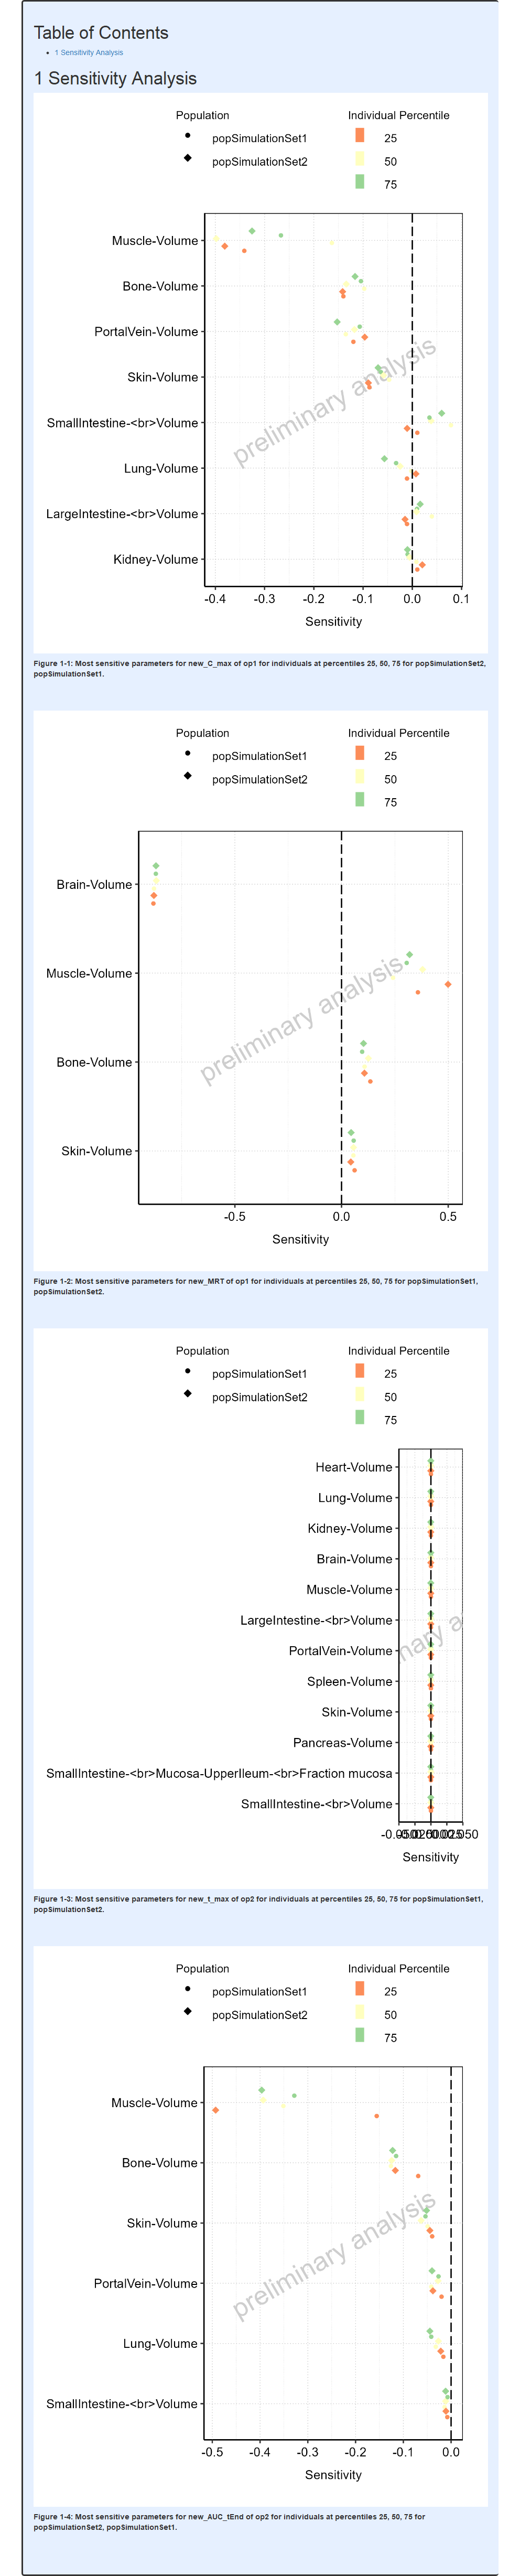 Table of Contents
1 Sensitivity Analysis
1 Sensitivity Analysis
Population
popSimulationSet1
popSimulationSet2
Individual Percentile
25
50
75
Muscle-Volume
Bone-Volume
PortalVein-Volume
Skin-Volume
SmallIntestine-<br>Volume
Lung-Volume
LargeIntestine-<br>Volume
Kidney-Volume
preliminary analysis
-0.4 -0.3 -0.2 -0.1 0.0 0.1
Sensitivity
Figure 1-1: Most sensitive parameters for new_C_max of op1 for individuals at percentiles 25, 50, 75 for popSimulationSet2,
popSimulationSet1.
Population
popSimulationSet1
popSimulationSet2
Individual Percentile
25
50
75
Brain-Volume
Muscle-Volume
Bone-Volume
Skin-Volume
preliminary analysis
-0.5 0.0 0.5
Sensitivity
Figure 1-2: Most sensitive parameters for new_MRT of op1 for individuals at percentiles 25, 50, 75 for popSimulationSet1,
popSimulationSet2.
Population
popSimulationSet1
popSimulationSet2
Individual Percentile
25
50
75
Heart-Volume
Lung-Volume
Kidney-Volume
Brain-Volume
Muscle-Volume
LargeIntestine-<br>Volume
PortalVein-Volume
Spleen-Volume
Skin-Volume
Pancreas-Volume
SmallIntestine-<br>Mucosa-UpperIleum-<br>Fraction mucosa
SmallIntestine-<br>Volume
nary a
Sensitivity
Figure 1-3: Most sensitive parameters for new_t_max of op2 for individuals at percentiles 25, 50, 75 for popSimulationSet1,
popSimulationSet2.
Population
popSimulationSet1
popSimulationSet2
Individual Percentile
25
50
75
Muscle-Volume
Bone-Volume
Skin-Volume
PortalVein-Volume
Lung-Volume
SmallIntestine-<br>Volume
preliminary analysis
-0.5 -0.4 -0.3 -0.2 -0.1 0.0
Sensitivity
Figure 1-4: Most sensitive parameters for new_AUC_tEnd of op2 for individuals at percentiles 25, 50, 75 for
popSimulationSet2, popSimulationSet1.